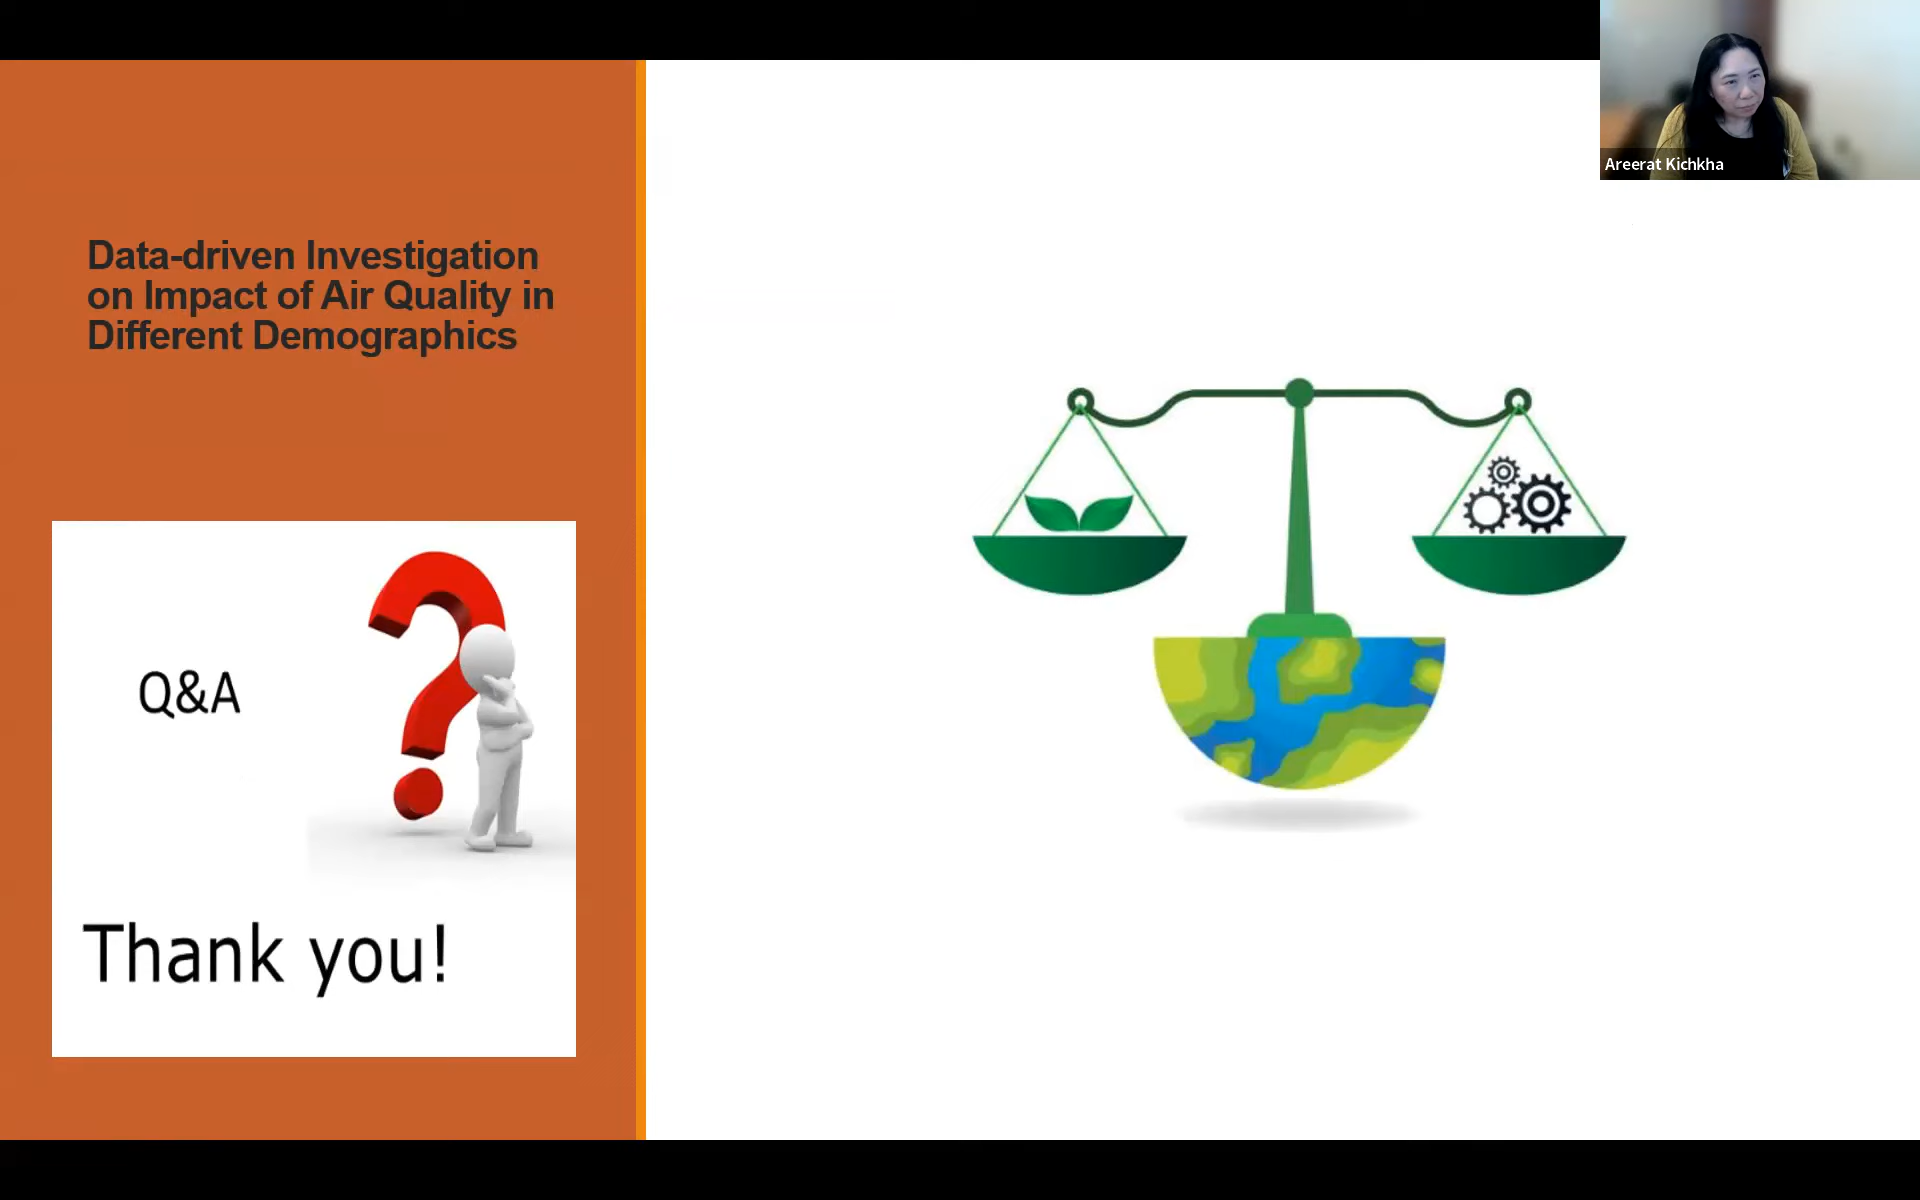 Areerat Kichkha
Data-driven Investigation
on Impact of Air Quality in
Different Demographics
Q&A
Thank you!